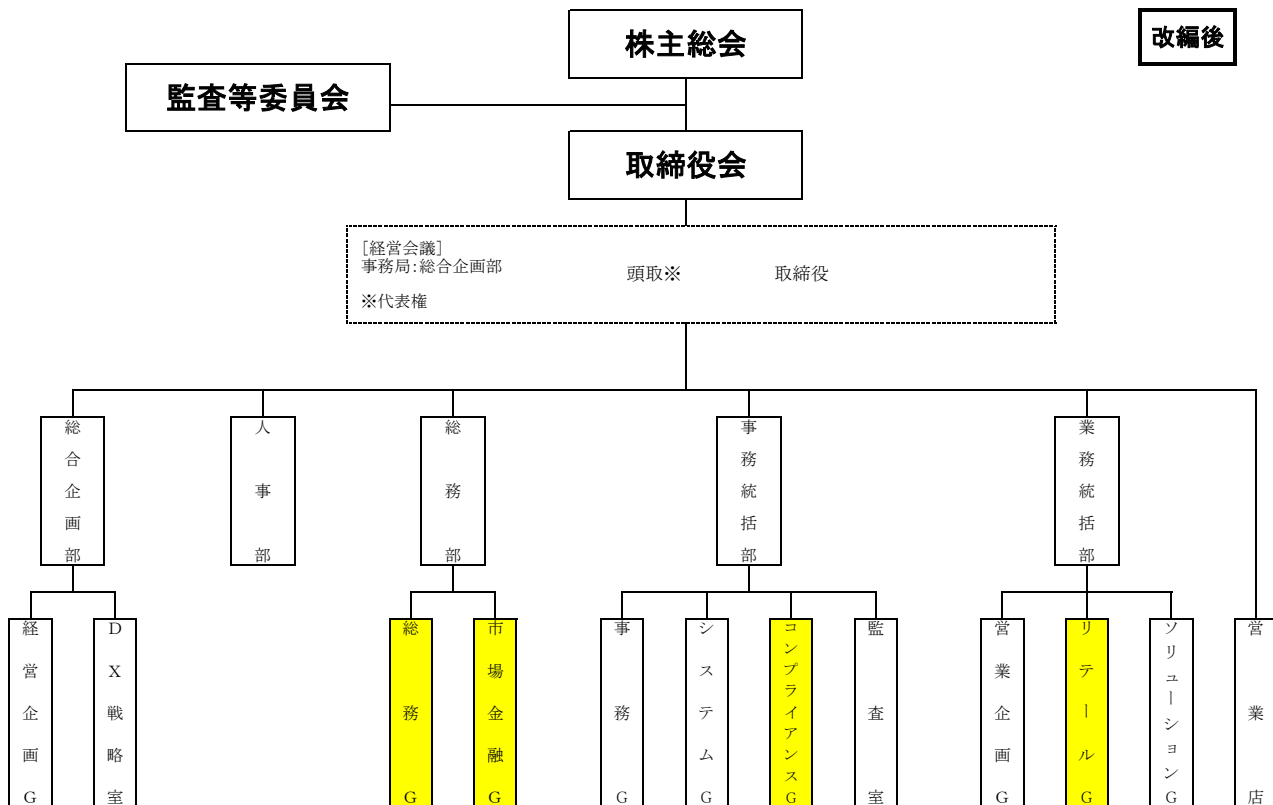 株主総会
改編後
監査等委員会
取締役会
[経営会議]
事務局:総合企画部
頭取※
取締役
※代表権
総合企画部
人事部
総務部
事務統括部
業務統括部
経営企画G
DX戦略室
総務G
市場金融G
事務G
システムG
コンプライアンスG
監査室
営業企画G
リテールG
ソリューションG
営業店